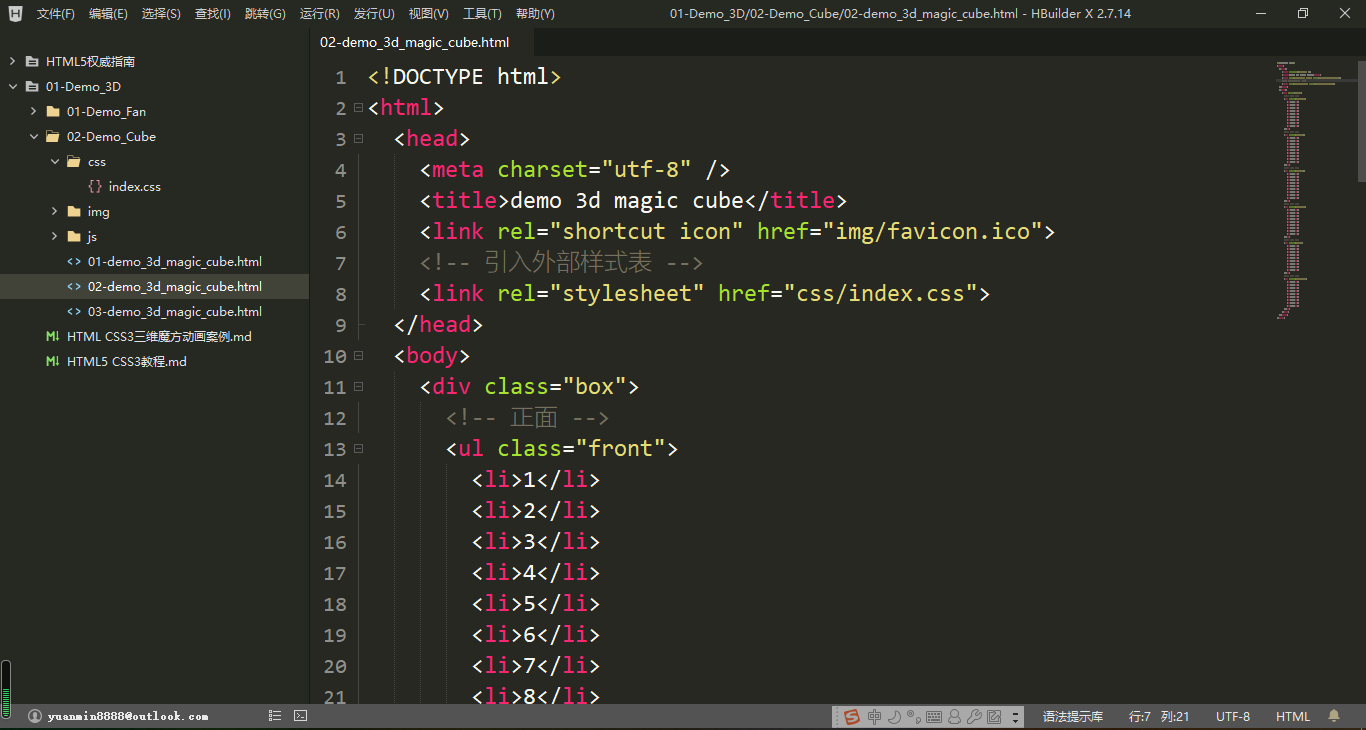 文件(F) 编辑(E) 选择(S) 查找(I) 跳转(G) 运行(R) 发行(U) 视图(V) 工具(T) 帮助(Y) 01-Demo_3D/02-Demo_Cube/02-demo_3d_magic_cube.html - HBuilder X 2.7.14
HTML5权威指南
01-Demo_3D
01-Demo_Fan
02-Demo_Cube
css
{} index.css
img
js
<> 01-demo_3d_magic_cube.html
<> 02-demo_3d_magic_cube.html
<> 03-demo_3d_magic_cube.html
M↓ HTML CSS3三维魔方动画案例.md
M↓ HTML5 CSS3教程.md
02-demo_3d_magic_cube.html
1 <!DOCTYPE html>
2 <html>
3 <head>
4 <meta charset="utf-8" />
5 <title>demo 3d magic cube</title>
6 <link rel="shortcut icon" href="img/favicon.ico">
7 <!-- 引入外部样式表 -->
8 <link rel="stylesheet" href="css/index.css">
9 </head>
10 <body>
11 <div class="box">
12 <!-- 正面 -->
13 <ul class="front">
14 <li>1</li>
15 <li>2</li>
16 <li>3</li>
17 <li>4</li>
18 <li>5</li>
19 <li>6</li>
20 <li>7</li>
21 <li>8</li>
yuanmin8888@outlook.com 中 语法提示库 行:7 列:21 UTF-8 HTML